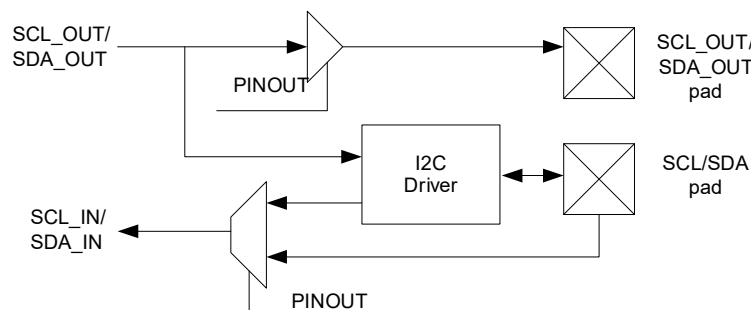 SCL_OUT/
SDA_OUT
SCL_OUT/
SDA_OUT
pad
PINOUT
I2C
Driver
SCL/SDA
pad
SCL_IN/
SDA_IN
PINOUT